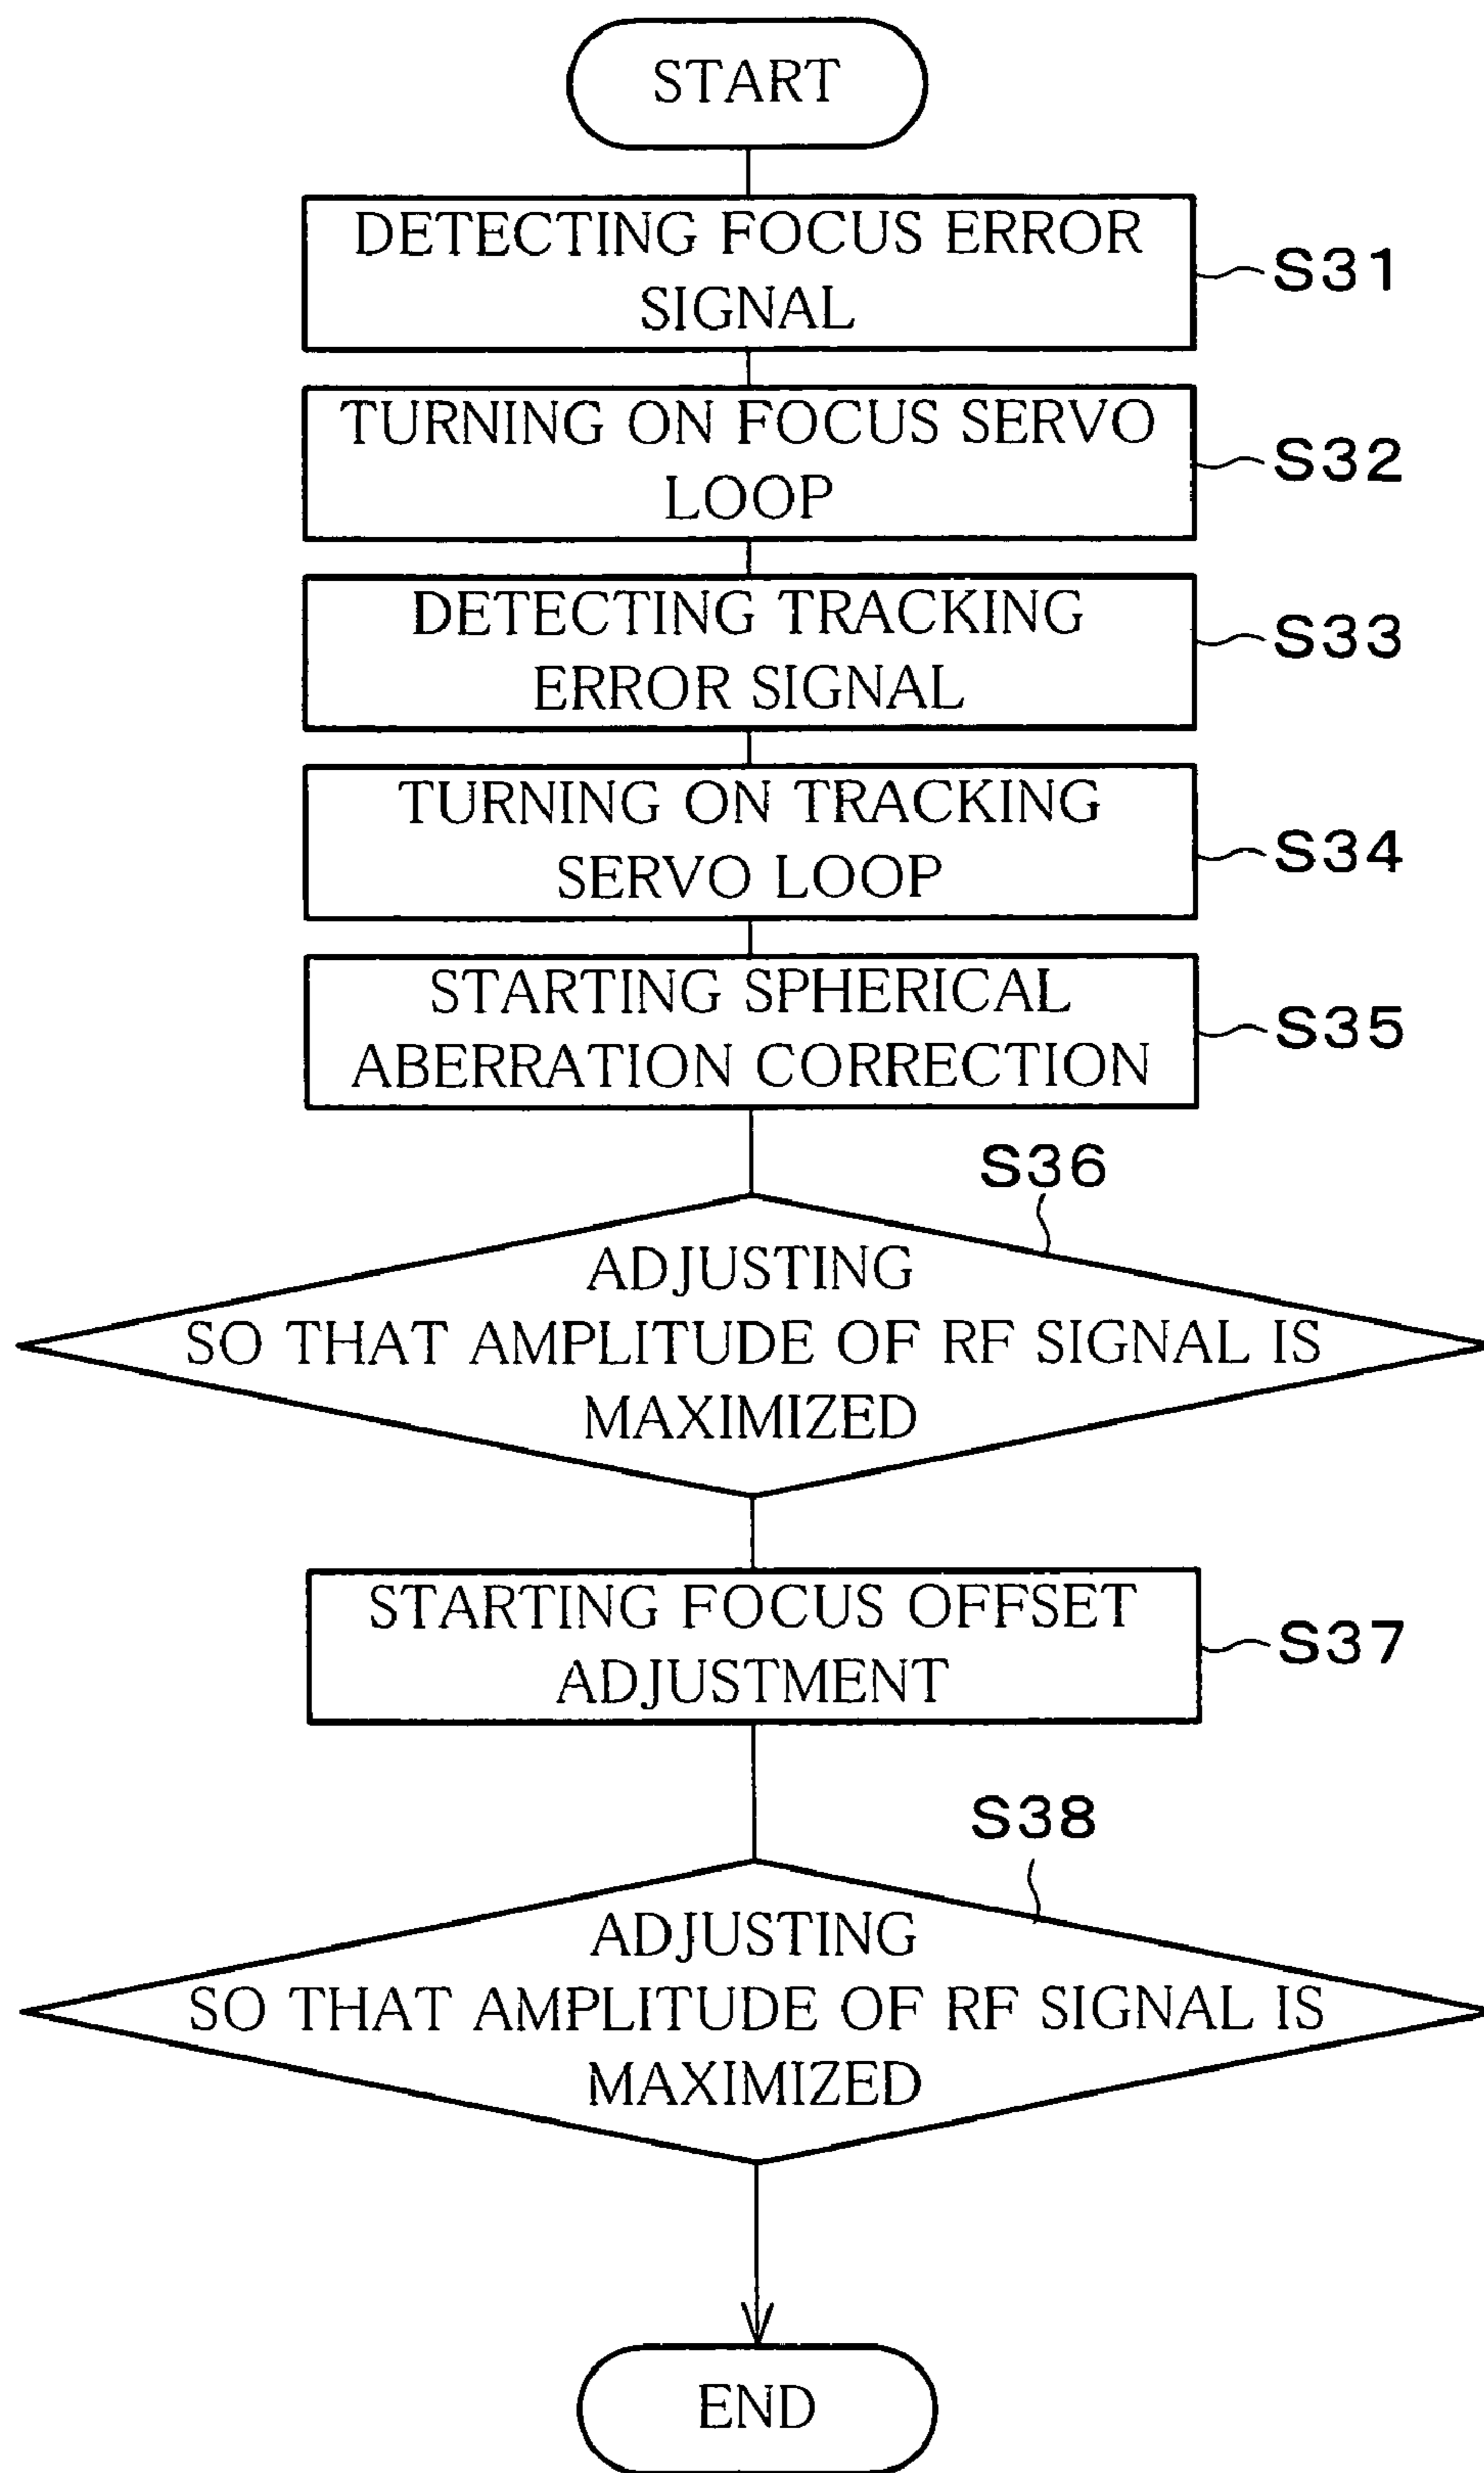 START
DETECTING FOCUS ERROR
SIGNAL
S31
TURNING ON FOCUS SERVO
LOOP
S32
DETECTING TRACKING
ERROR SIGNAL
S33
TURNING ON TRACKING
SERVO LOOP
S34
STARTING SPHERICAL
ABERRATION CORRECTION
S35
S36
ADJUSTING
SO THAT AMPLITUDE OF RF SIGNAL IS
MAXIMIZED
STARTING FOCUS OFFSET
ADJUSTMENT
S37
S38
ADJUSTING
SO THAT AMPLITUDE OF RF SIGNAL IS
MAXIMIZED
END